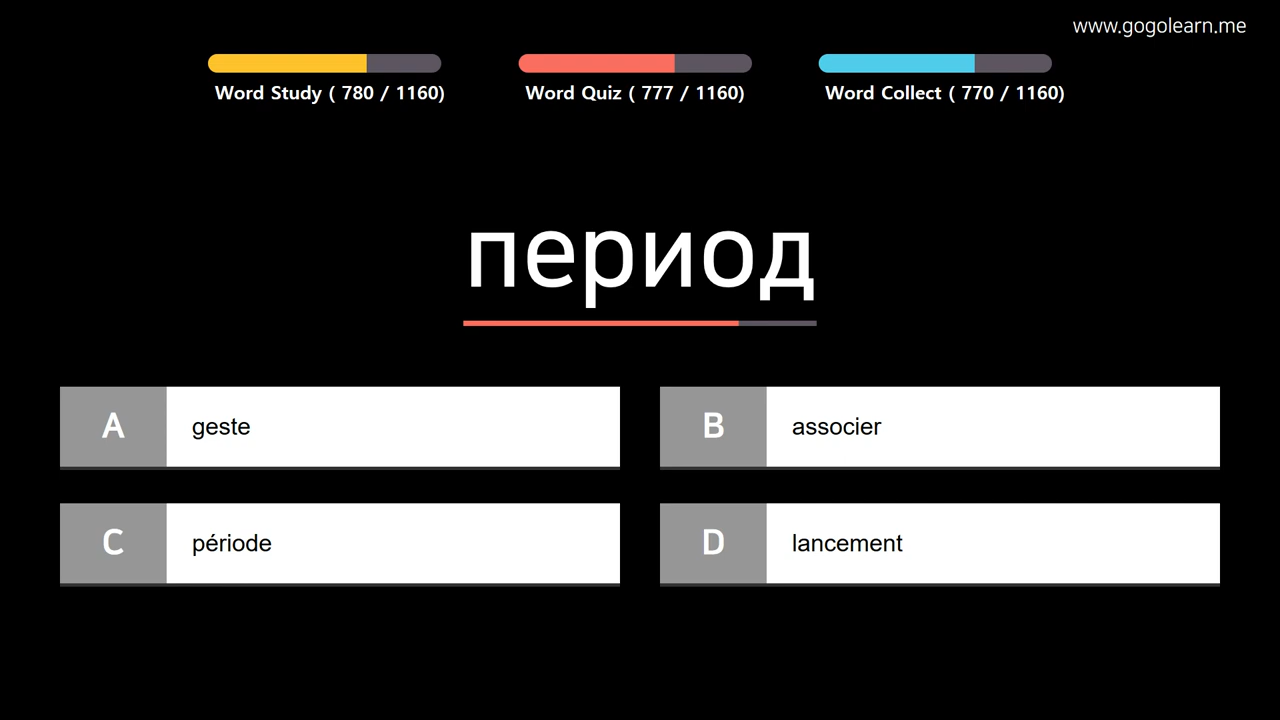 www.gogolearn.me
Word Study ( 780 / 1160)
Word Quiz ( 777 / 1160)
Word Collect ( 770 / 1160)
период
A geste
B associer
C période
D lancement